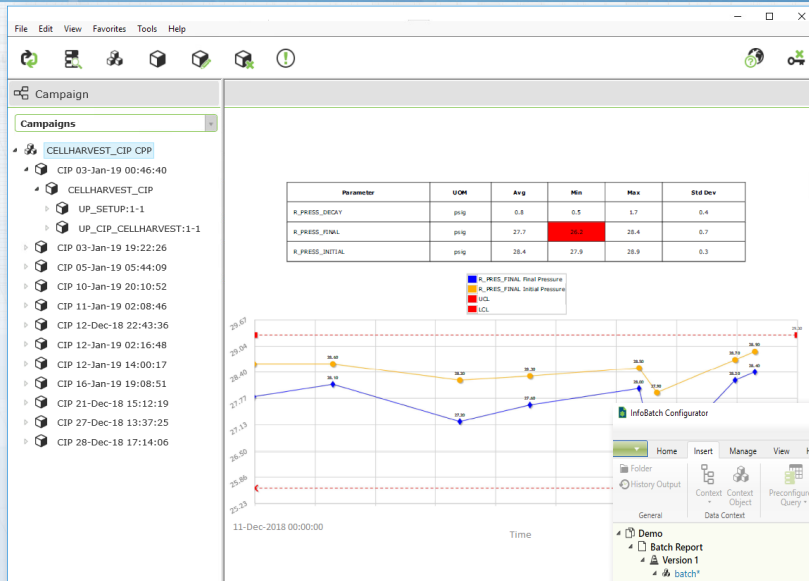 File Edit View Favorites Tools Help
Campaign
Campaigns
CELLHARVEST_CIP CPP
CIP 03-Jan-19 00:46:40
CELLHARVEST_CIP
UP_SETUP:1-1
UP_CIP_CELLHARVEST:1-1
CIP 03-Jan-19 19:22:26
CIP 05-Jan-19 05:44:09
CIP 10-Jan-19 20:10:52
CIP 11-Jan-19 02:08:46
CIP 12-Dec-18 22:43:36
CIP 12-Jan-19 02:16:48
CIP 12-Jan-19 14:00:17
CIP 16-Jan-19 19:08:51
CIP 21-Dec-18 15:12:19
CIP 27-Dec-18 13:37:25
CIP 28-Dec-18 17:14:06
Parameter UOM Avg Min Max Std Dev
R_PRESS_DECAY psig 0.8 0.5 1.7 0.4
R_PRESS_FINAL psig 27.7 26.2 28.4 0.7
R_PRESS_INITIAL psig 28.4 27.9 28.9 0.3
R_PRES_FINAL Final Pressure
R_PRES_FINAL Initial Pressure
UCL
LCL
29.67
29.04
28.40
27.77
27.13
26.50
25.86
25.23
11-Dec-2018 00:00:00
Time
InfoBatch Configurator
Home Insert Manage View
Folder
History Output
Context Context Object Preconfigure Query
General Data Context
Demo
Batch Report
Version 1
batch*